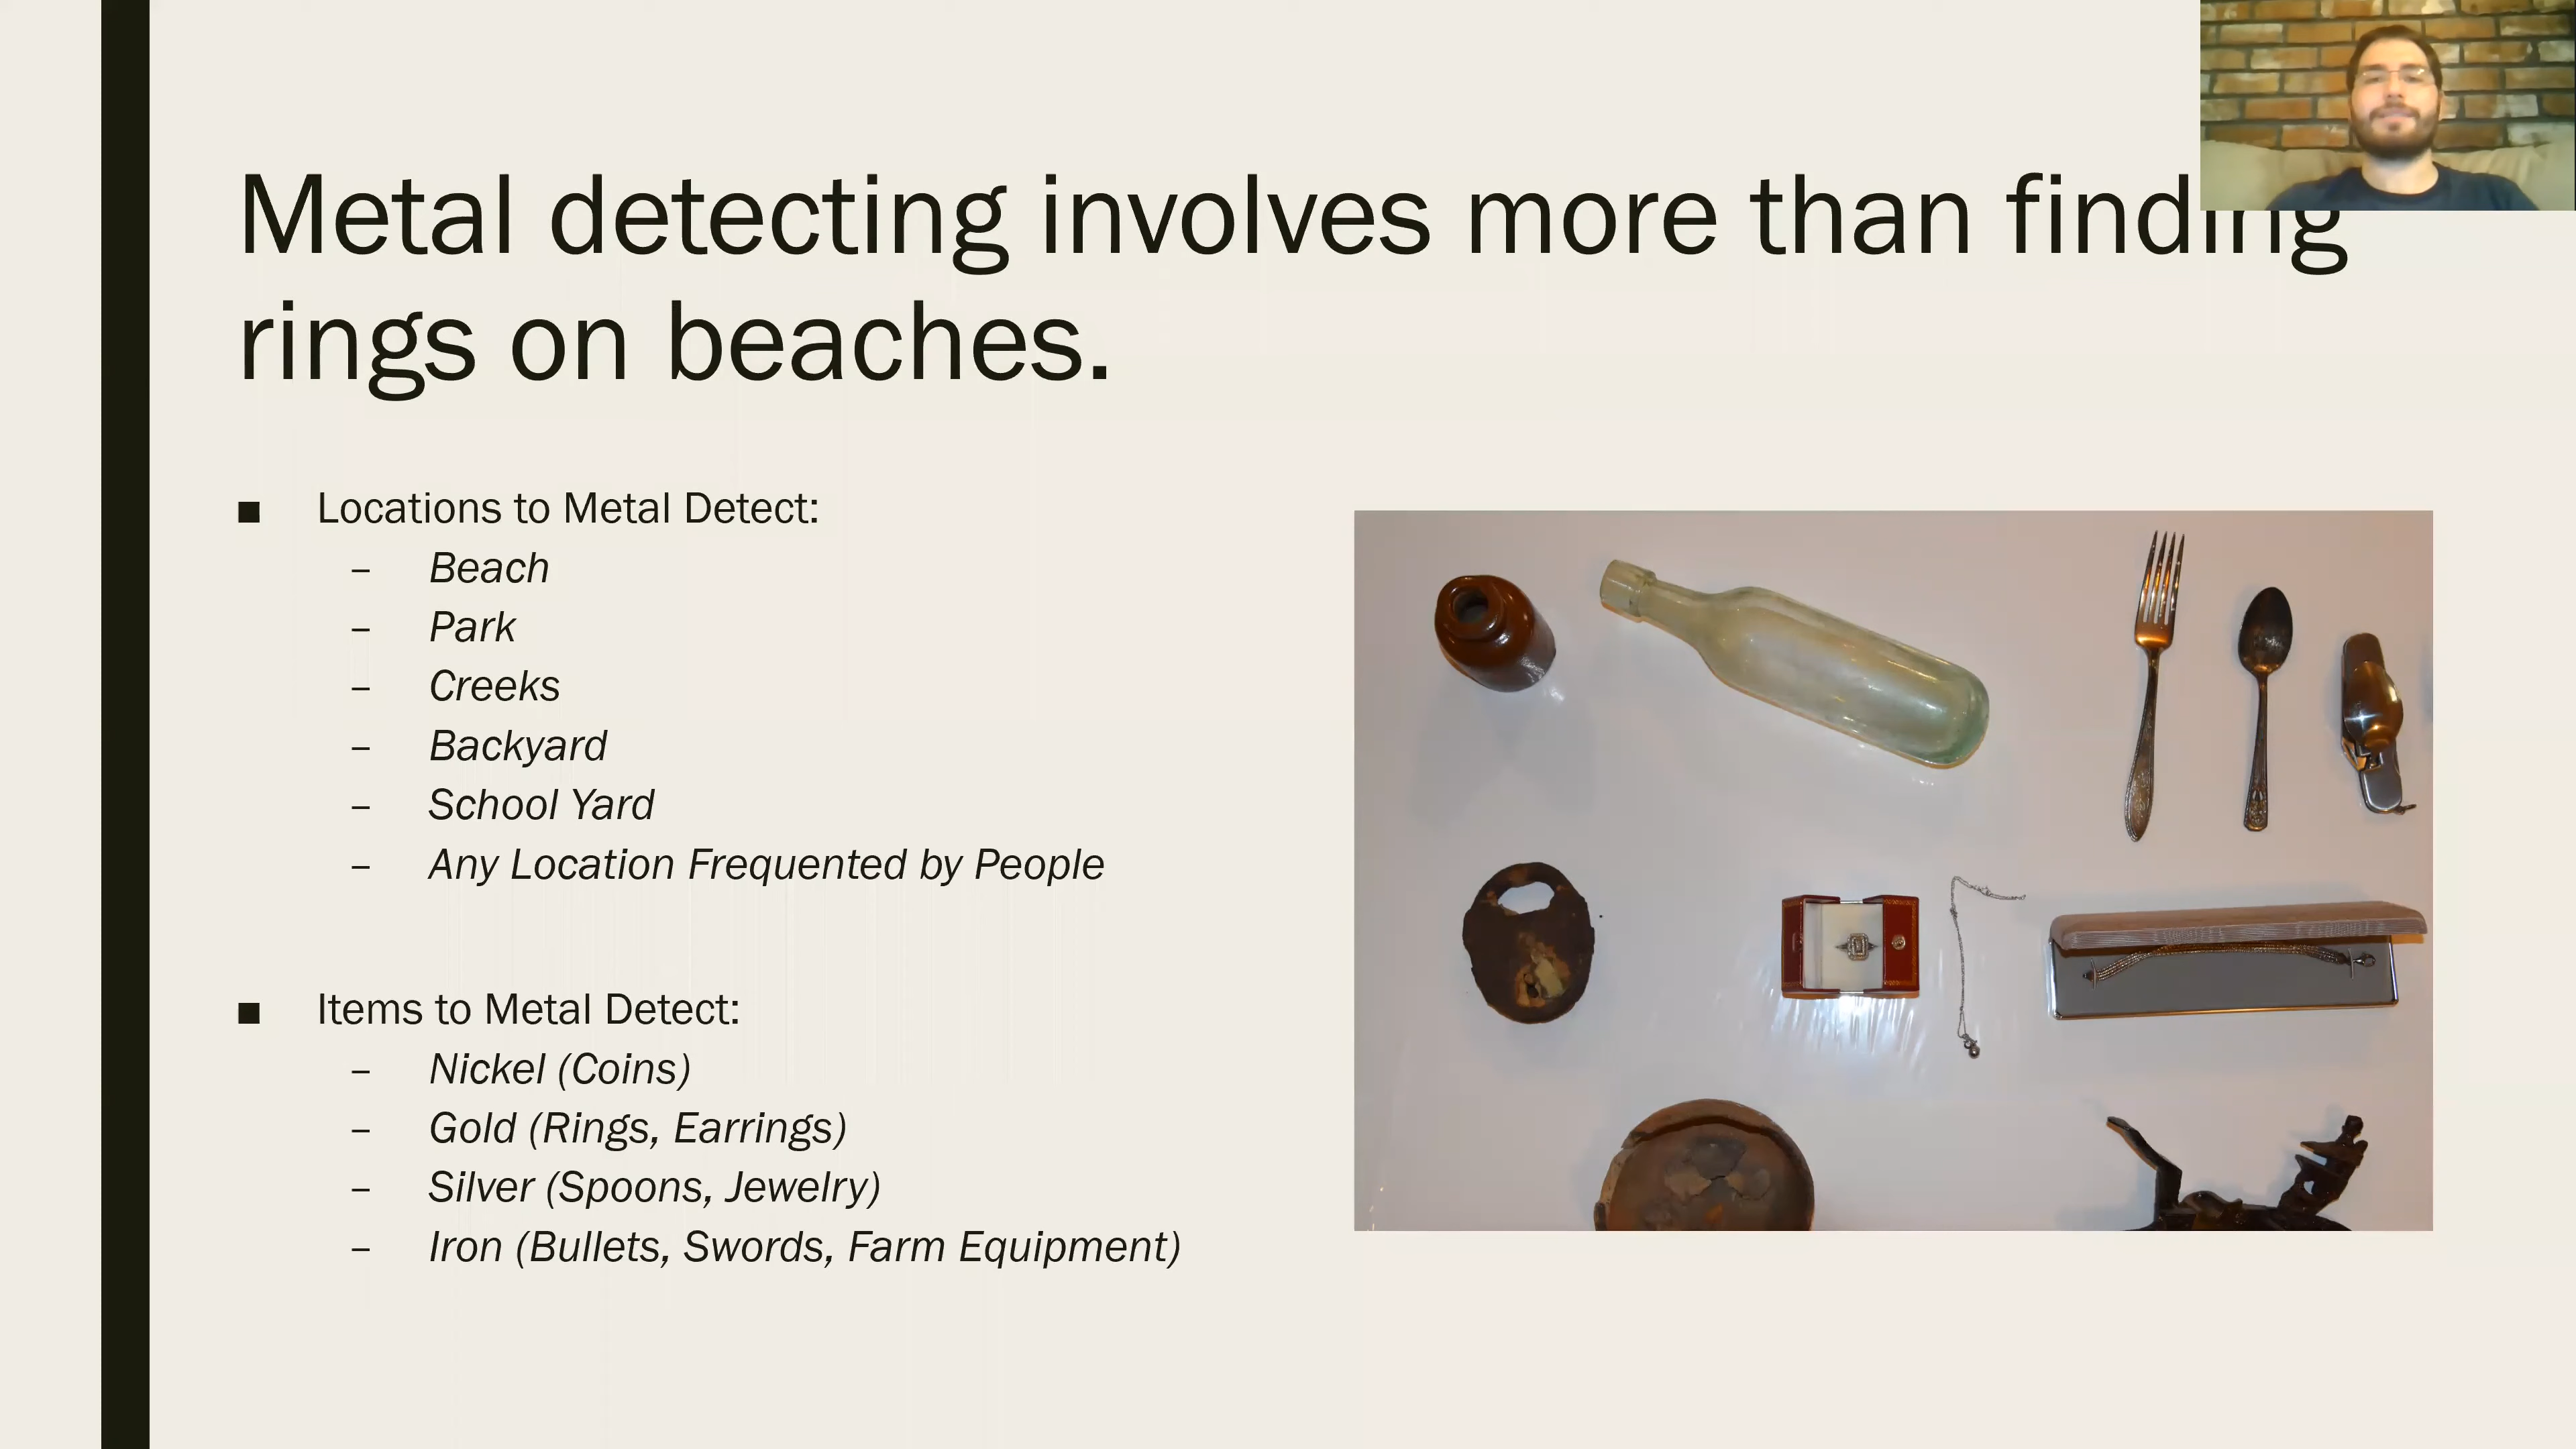 Metal detecting involves more than finding
rings on beaches.
■ Locations to Metal Detect:
– Beach
– Park
– Creeks
– Backyard
– School Yard
– Any Location Frequented by People
■ Items to Metal Detect:
– Nickel (Coins)
– Gold (Rings, Earrings)
– Silver (Spoons, Jewelry)
– Iron (Bullets, Swords, Farm Equipment)